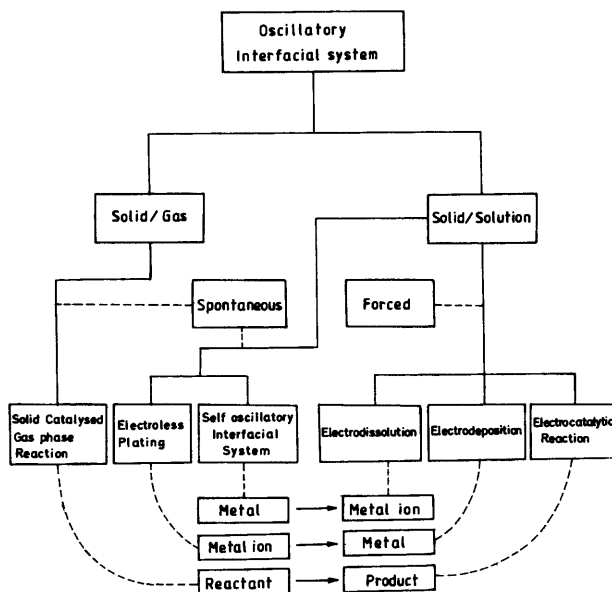 Oscillatory
Interfacial system
Solid/Gas
Solid/Solution
Spontaneous
Forced
Solid Catalysed
Gas phase
Reaction
Electroless
Plating
Self oscillatory
Interfacial
System
Electrodissolution
Electrodeposition
Electrocatalytic
Reaction
Metal
Metal ion
Metal ion
Metal
Reactant
Product